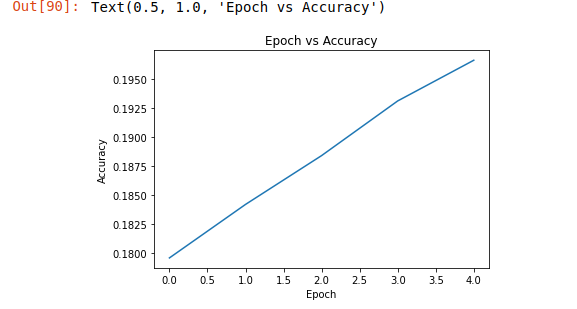 Out[90]: Text(0.5, 1.0, 'Epoch vs Accuracy')
Epoch vs Accuracy
0.1950
0.1925
0.1900
0.1875
0.1850
0.1825
0.1800
Accuracy
0.0 0.5 1.0 1.5 2.0 2.5 3.0 3.5 4.0
Epoch